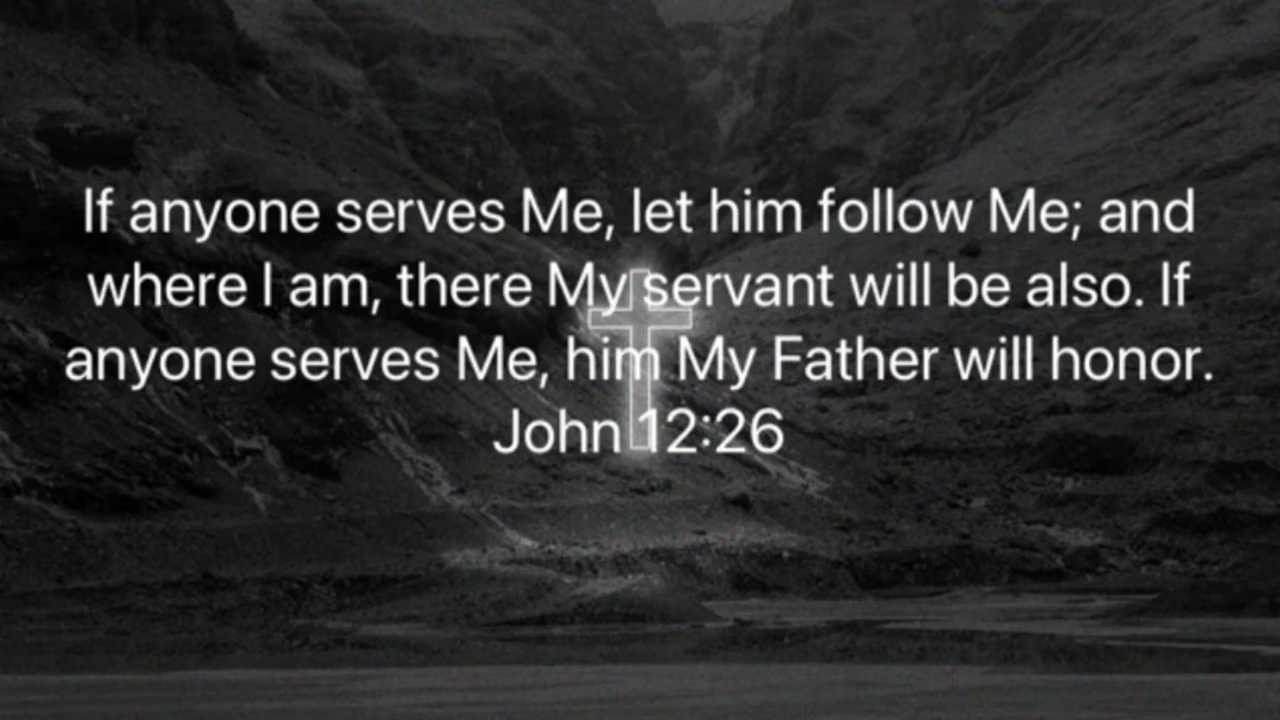 If anyone serves Me, let him follow Me; and
where I am, there My servant will be also. If
anyone serves Me, him My Father will honor.
John 12:26